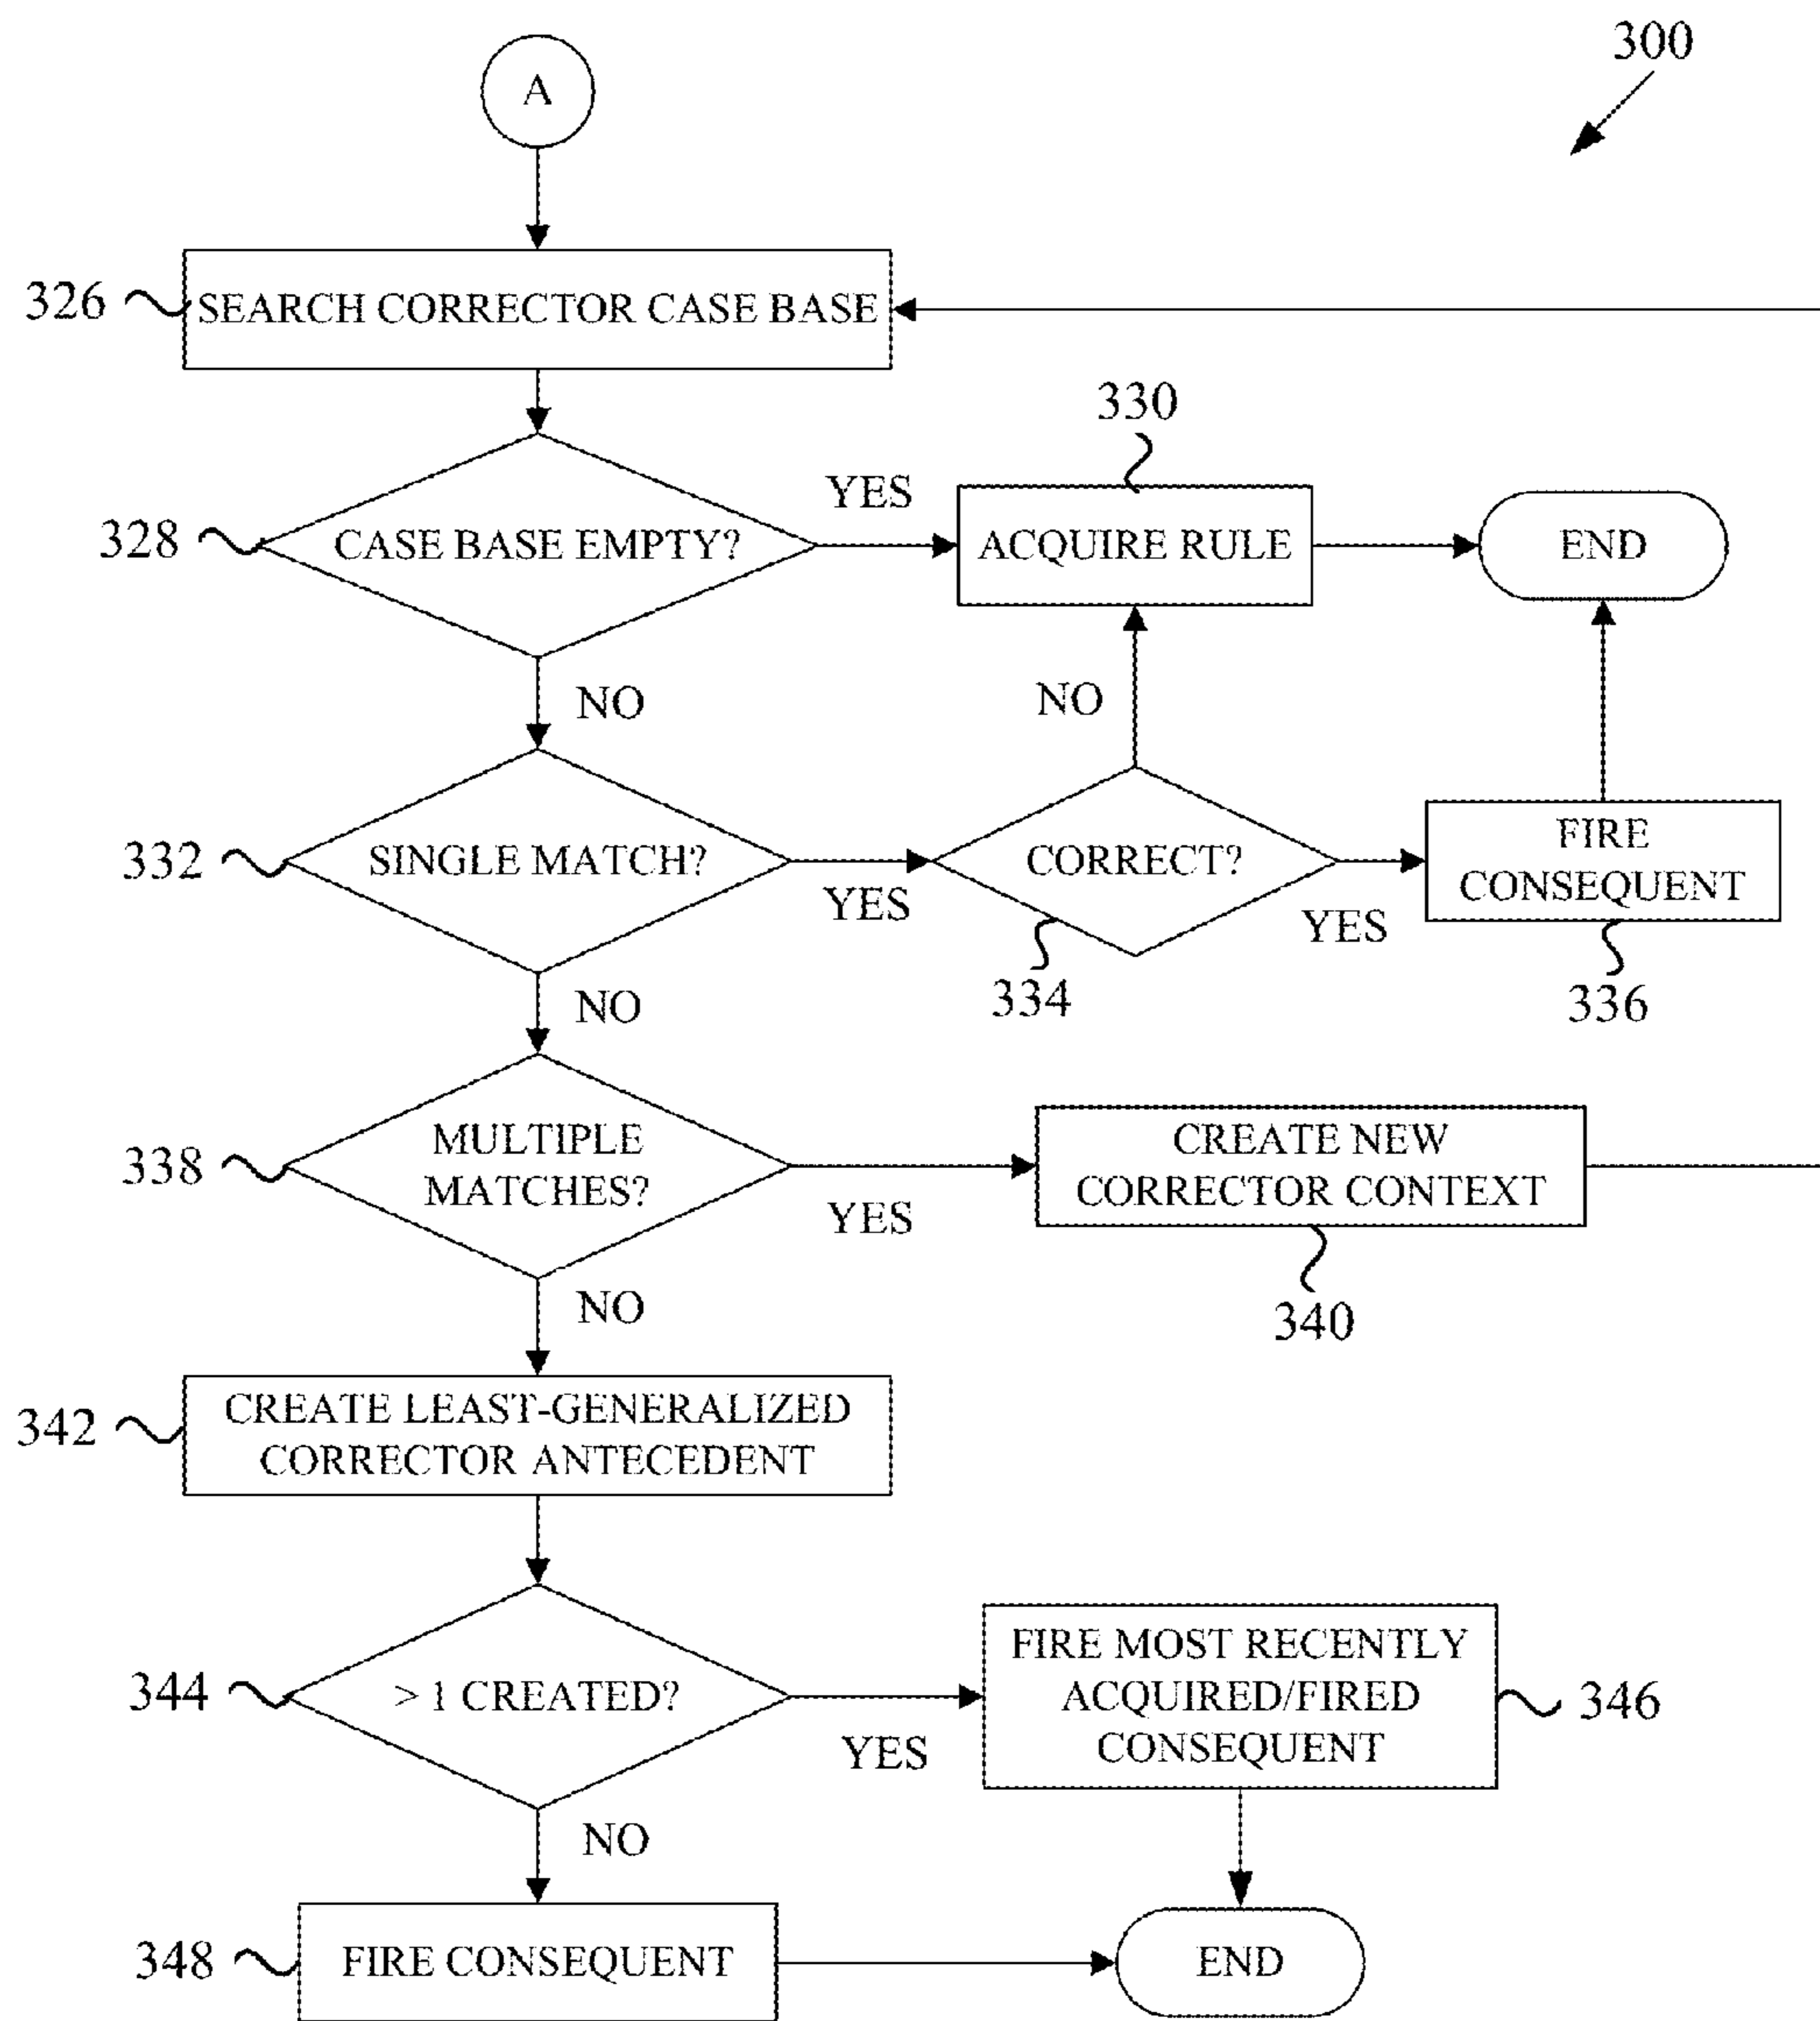 300
A
326
SEARCH CORRECTOR CASE BASE
330
328
CASE BASE EMPTY?
YES
ACQUIRE RULE
END
NO
NO
332
SINGLE MATCH?
YES
CORRECT?
YES
FIRE
CONSEQUENT
334
336
NO
338
MULTIPLE
MATCHES?
YES
CREATE NEW
CORRECTOR CONTEXT
340
NO
342
CREATE LEAST-GENERALIZED
CORRECTOR ANTECEDENT
344
> 1 CREATED?
YES
FIRE MOST RECENTLY
ACQUIRED/FIRED
CONSEQUENT
346
NO
348
FIRE CONSEQUENT
END